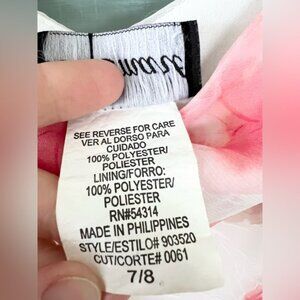 SEE REVERSE FOR CARE
VER AL DORSO PARA
CUIDADO
100% POLYESTER/
POLIESTER
LINING/FORRO:
100% POLYESTER/
POLIESTER
RN#54314
MADE IN PHILIPPINES
STYLE/ESTILO# 903520
CUT/CORTE# 0061
7/8